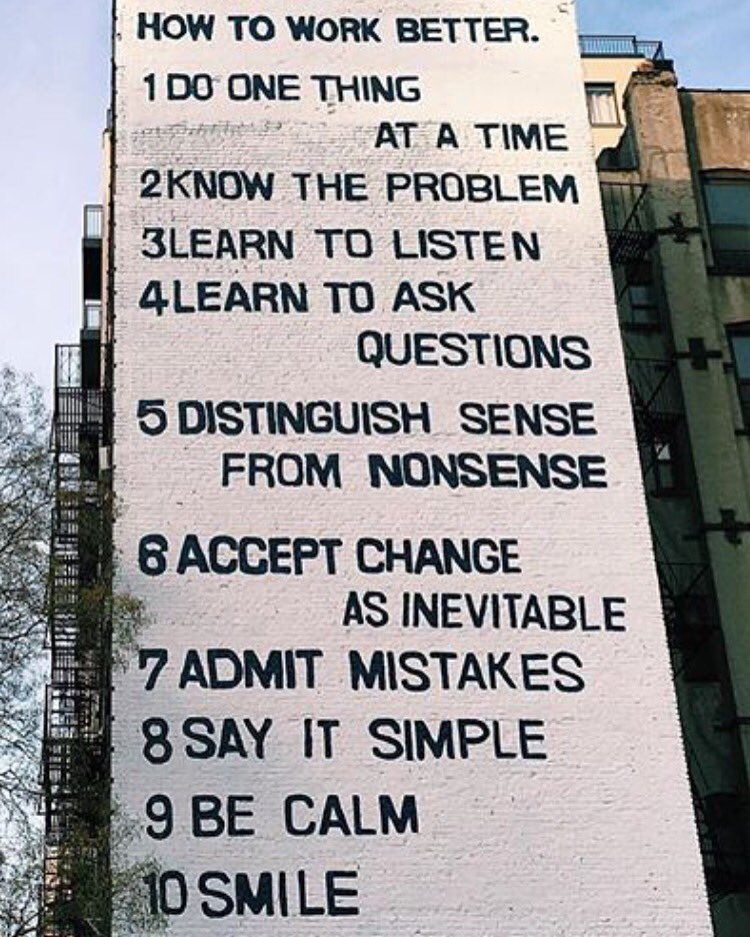 HOW TO WORK BETTER.
1 DO ONE THING
AT A TIME
2 KNOW THE PROBLEM
3 LEARN TO LISTEN
4 LEARN TO ASK
QUESTIONS
5 DISTINGUISH SENSE
FROM NONSENSE
6 ACCEPT CHANGE
AS INEVITABLE
7 ADMIT MISTAKES
8 SAY IT SIMPLE
9 BE CALM
10 SMILE